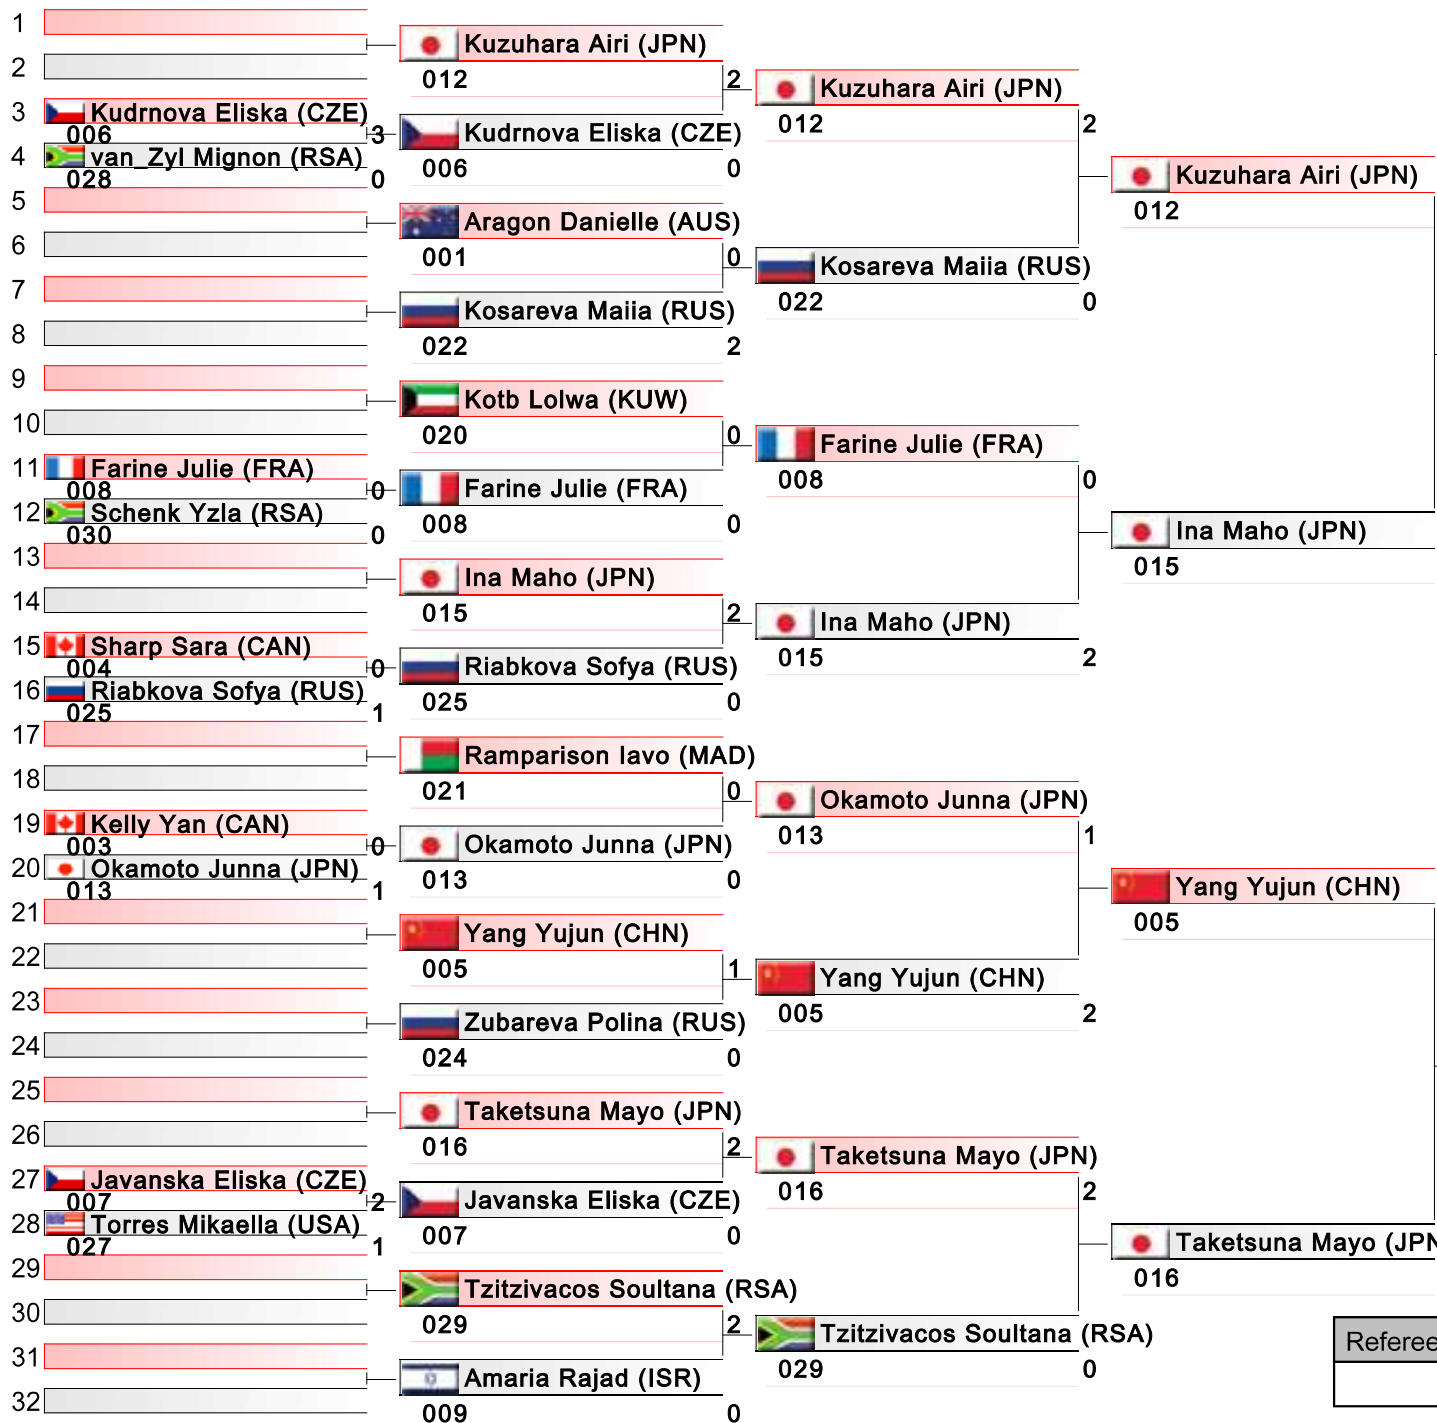 1
2
3 Kudrnova Eliska (CZE)
006 3
4 van_Zyl Mignon (RSA)
028 0
5
6
7
8
9
10
11 Farine Julie (FRA)
008 0
12 Schenk Yzla (RSA)
030 0
13
14
15 Sharp Sara (CAN)
004 0
16 Riabkova Sofya (RUS)
025 1
17
18
19 Kelly Yan (CAN)
003 0
20 Okamoto Junna (JPN)
013 1
21
22
23
24
25
26
27 Javanska Eliska (CZE)
007 2
28 Torres Mikaella (USA)
027 1
29
30
31
32
Kuzuhara Airi (JPN)
012 2
Kudrnova Eliska (CZE)
006 0
Aragon Danielle (AUS)
001 0
Kosareva Maiia (RUS)
022 2
Kotb Lolwa (KUW)
020 0
Farine Julie (FRA)
008 0
Ina Maho (JPN)
015 2
Riabkova Sofya (RUS)
025 0
Ramparison Iavo (MAD)
021 0
Okamoto Junna (JPN)
013 0
Yang Yujun (CHN)
005 1
Zubareva Polina (RUS)
024 0
Taketsuna Mayo (JPN)
016 2
Javanska Eliska (CZE)
007 0
Tzitzivacos Soultana (RSA)
029 2
Amaria Rajad (ISR)
009 0
Kuzuhara Airi (JPN)
012 2
Kosareva Maiia (RUS)
022 0
Farine Julie (FRA)
008 0
Ina Maho (JPN)
015 2
Okamoto Junna (JPN)
013 1
Yang Yujun (CHN)
005 2
Taketsuna Mayo (JPN)
016 2
Tzitzivacos Soultana (RSA)
029 0
Kuzuhara Airi (JPN)
012
Ina Maho (JPN)
015
Yang Yujun (CHN)
005
Taketsuna Mayo (JPN
016
Referee